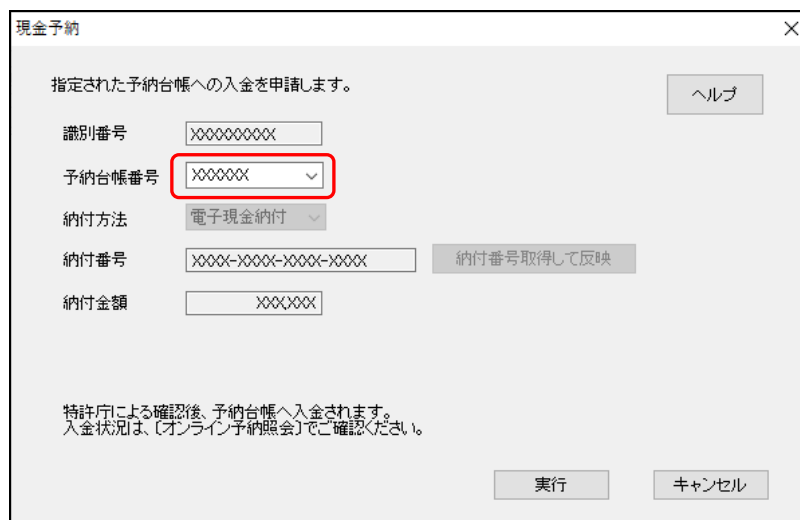 現金予納
指定された予納台帳への入金を申請します。
ヘルプ
識別番号 XXXXXXXXX
予納台帳番号 XXXXXX
納付方法 電子現金納付
納付番号 XXXX-XXXX-XXXX-XXXX 納付番号取得して反映
納付金額 XXX,XXX
特許庁による確認後、予納台帳へ入金されます。
入金状況は、[オンライン予納照会]でご確認ください。
実行 キャンセル